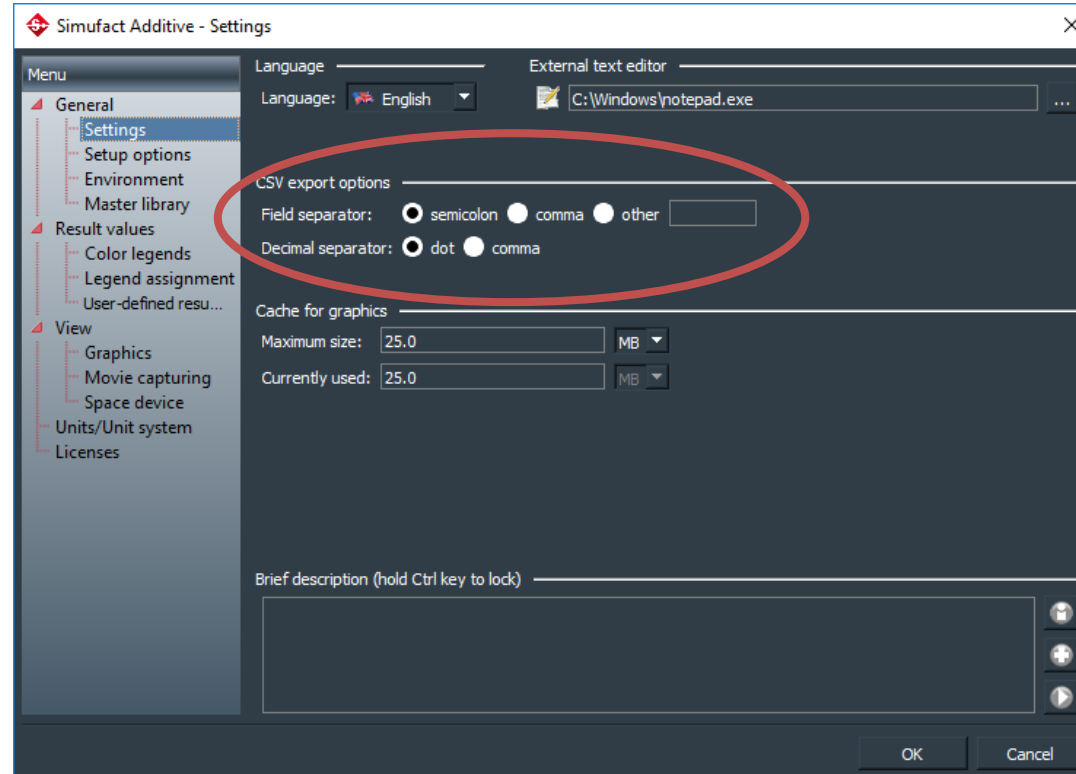 Simufact Additive - Settings
Menu
General
Settings
Setup options
Environment
Master library
Result values
Color legends
Legend assignment
User-defined resu...
View
Graphics
Movie capturing
Space device
Units/Unit system
Licenses
Language
Language: English
External text editor
C:\Windows\notepad.exe ...
CSV export options
Field separator: semicolon comma other
Decimal separator: dot comma
Cache for graphics
Maximum size: 25.0 MB
Currently used: 25.0 MB
Brief description (hold Ctrl key to lock)
OK Cancel